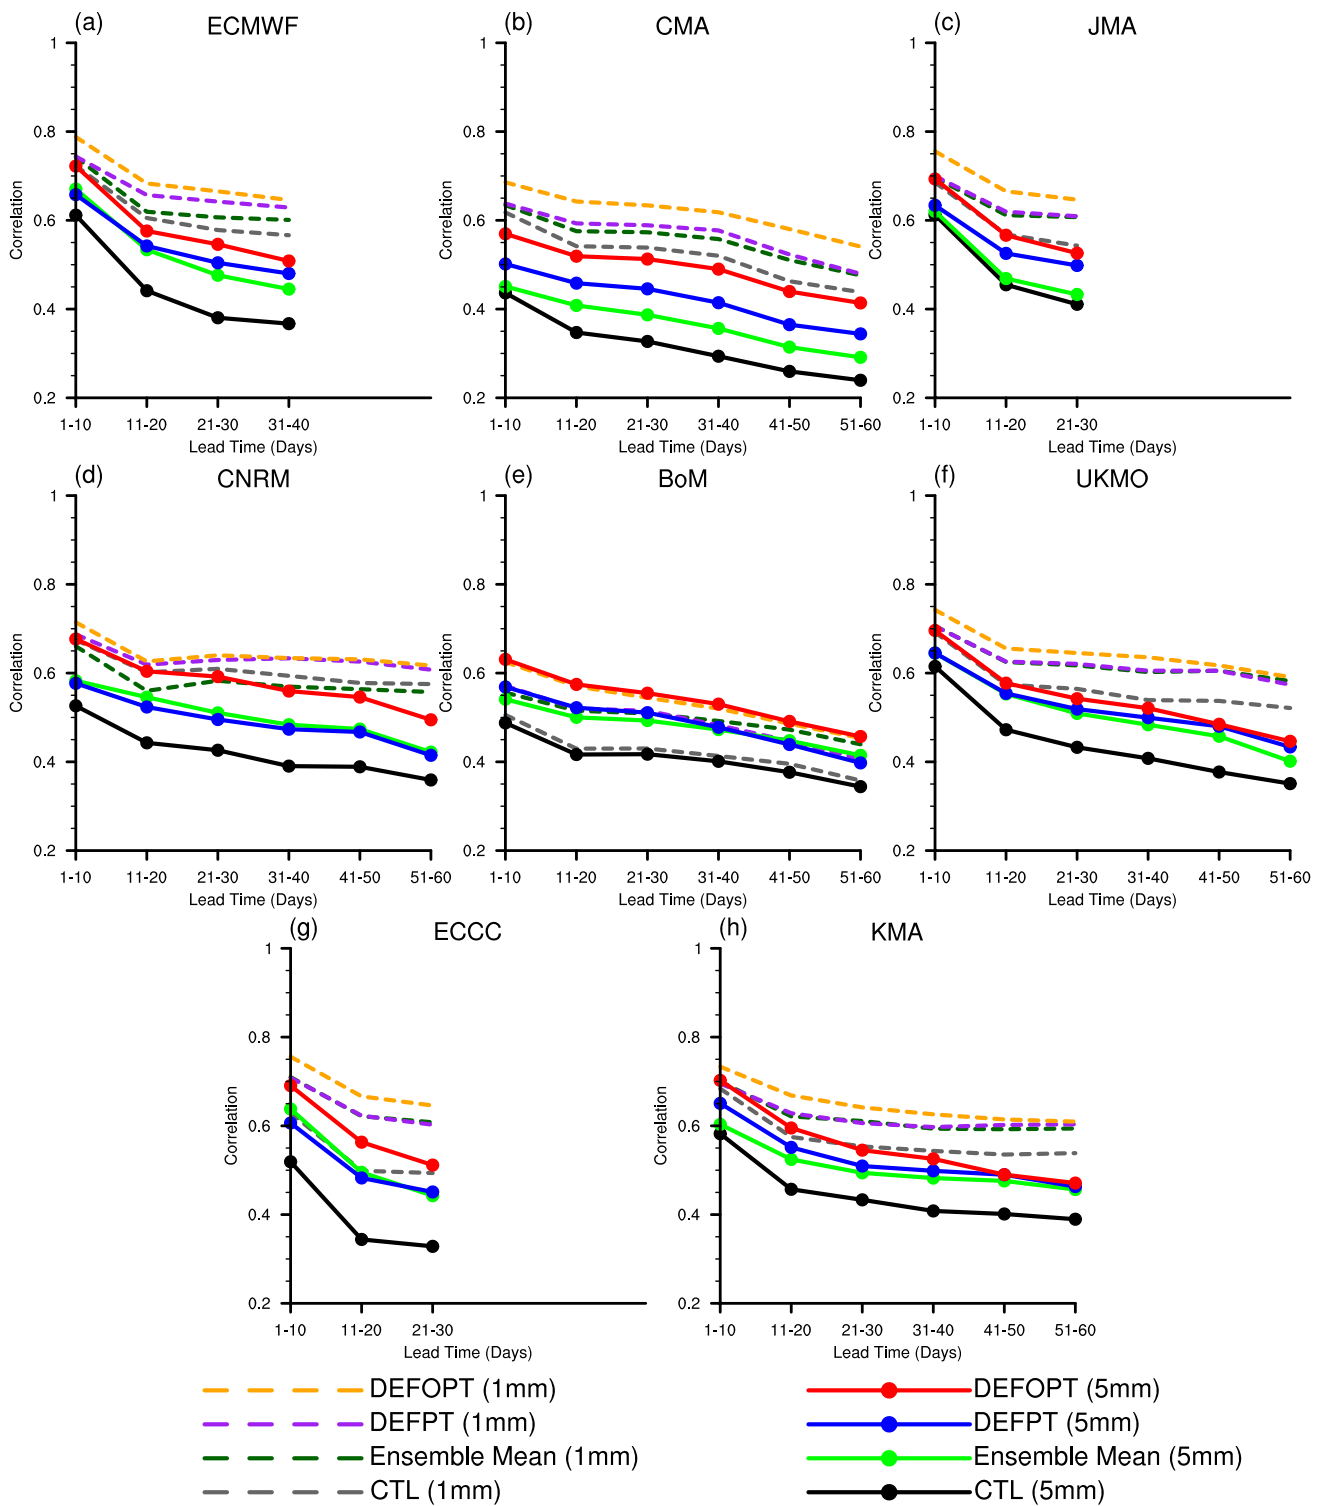 (a) ECMWF
1
0.8
0.6
0.4
0.2
Correlation
1-10 11-20 21-30 31-40
Lead Time (Days)
(b) CMA
1
0.8
0.6
0.4
0.2
Correlation
1-10 11-20 21-30 31-40 41-50 51-60
Lead Time (Days)
(c) JMA
1
0.8
0.6
0.4
0.2
Correlation
1-10 11-20 21-30
Lead Time (Days)
(d) CNRM
1
0.8
0.6
0.4
0.2
Correlation
1-10 11-20 21-30 31-40 41-50 51-60
Lead Time (Days)
(e) BoM
1
0.8
0.6
0.4
0.2
Correlation
1-10 11-20 21-30 31-40 41-50 51-60
Lead Time (Days)
(f) UKMO
1
0.8
0.6
0.4
0.2
Correlation
1-10 11-20 21-30 31-40 41-50 51-60
Lead Time (Days)
(g) ECCC
1
0.8
0.6
0.4
0.2
Correlation
1-10 11-20 21-30
Lead Time (Days)
(h) KMA
1
0.8
0.6
0.4
0.2
Correlation
1-10 11-20 21-30 31-40 41-50 51-60
Lead Time (Days)
DEFOPT (1mm)
DEFPT (1mm)
Ensemble Mean (1mm)
CTL (1mm)
DEFOPT (5mm)
DEFPT (5mm)
Ensemble Mean (5mm)
CTL (5mm)